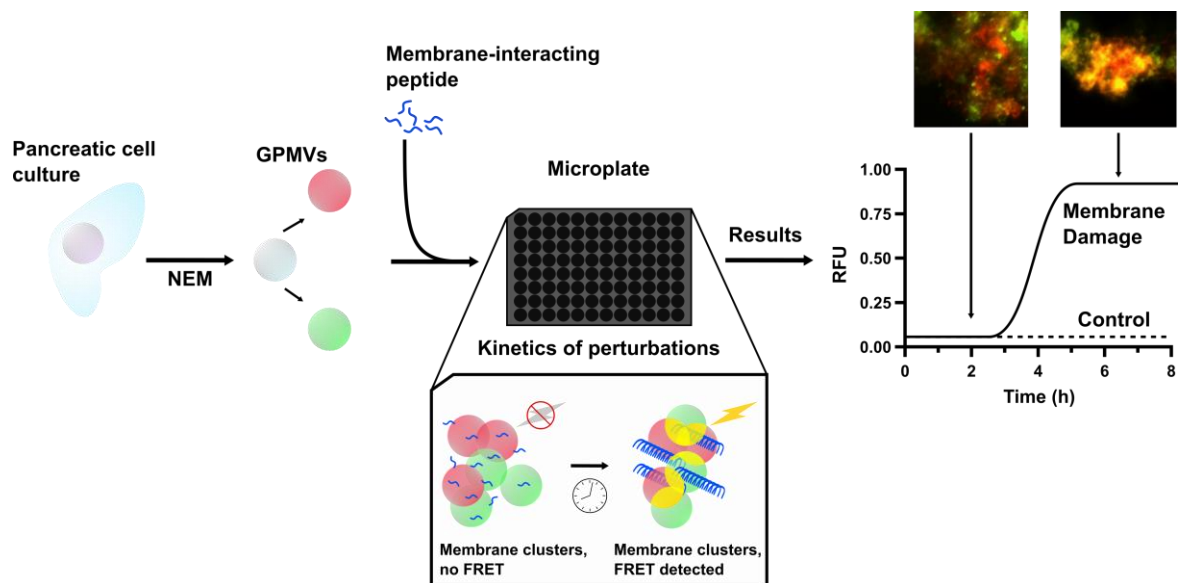 Pancreatic cell
culture
NEM
GPMVs
Membrane-interacting
peptide
Microplate
Kinetics of perturbations
Membrane clusters,
no FRET
Membrane clusters,
FRET detected
Results
RFU
1.00
0.75
0.50
0.25
0.00
Membrane
Damage
Control
0
2
4
6
8
Time (h)